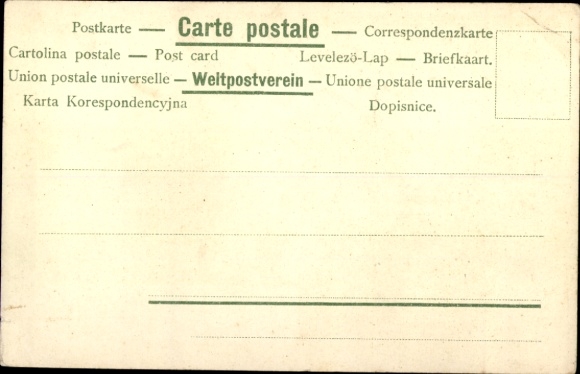 Postkarte — Carte postale — Correspondenzkarte
Cartolina postale — Post card Levelező-Lap — Briefkaart.
Union postale universelle — Weltpostverein — Unione postale universale
Karta Korespondencyjna Dopisnice.